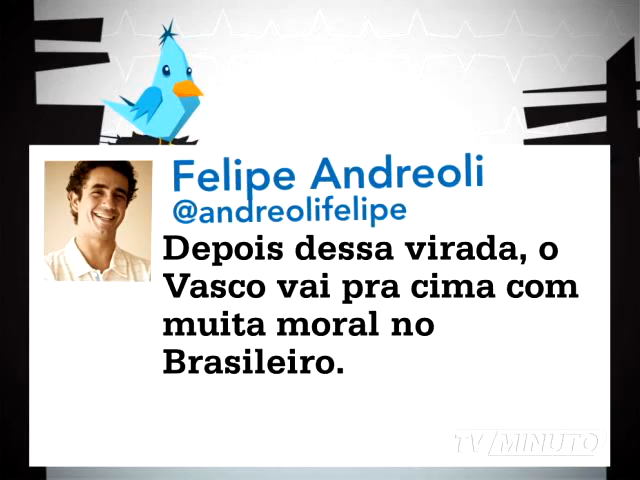 Felipe Andreoli
@andreolifelipe
Depois dessa virada, o
Vasco vai pra cima com
muita moral no
Brasileiro.
TV MINUTO